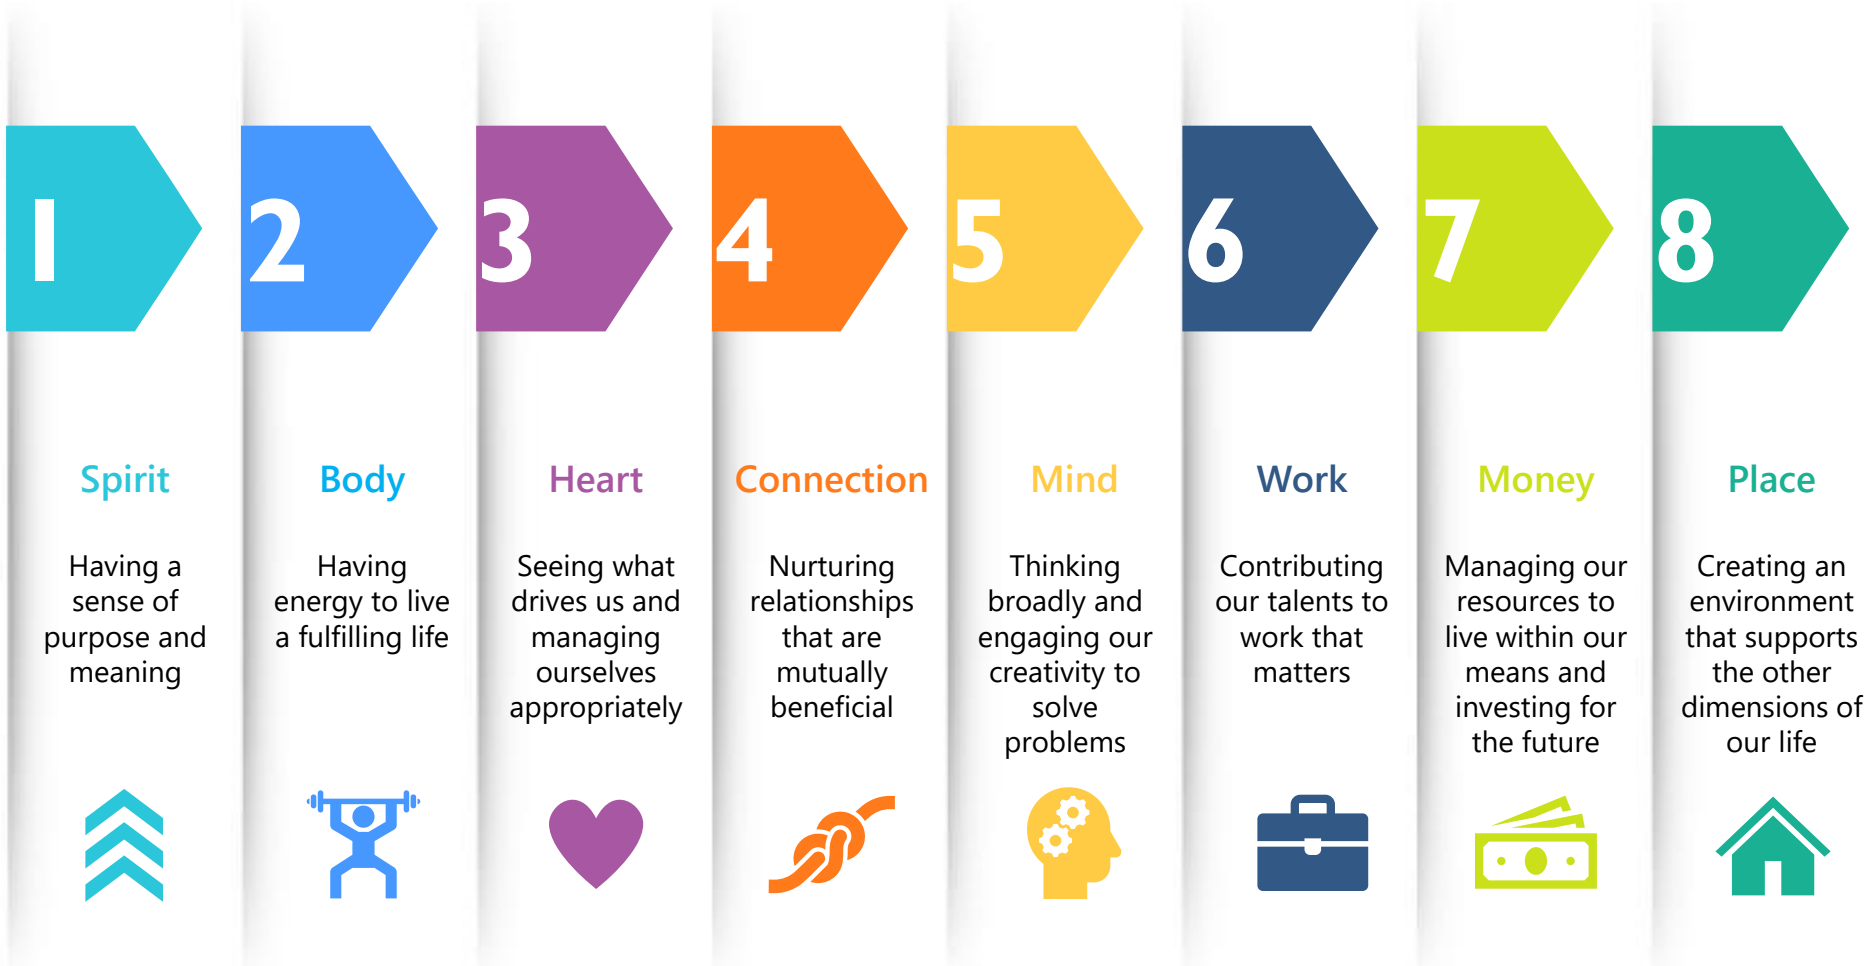 1
Spirit
Having a
sense of
purpose and
meaning
2
Body
Having
energy to live
a fulfilling life
3
Heart
Seeing what
drives us and
managing
ourselves
appropriately
4
Connection
Nurturing
relationships
that are
mutually
beneficial
5
Mind
Thinking
broadly and
engaging our
creativity to
solve
problems
6
Work
Contributing
our talents to
work that
matters
7
Money
Managing our
resources to
live within our
means and
investing for
the future
8
Place
Creating an
environment
that supports
the other
dimensions of
our life